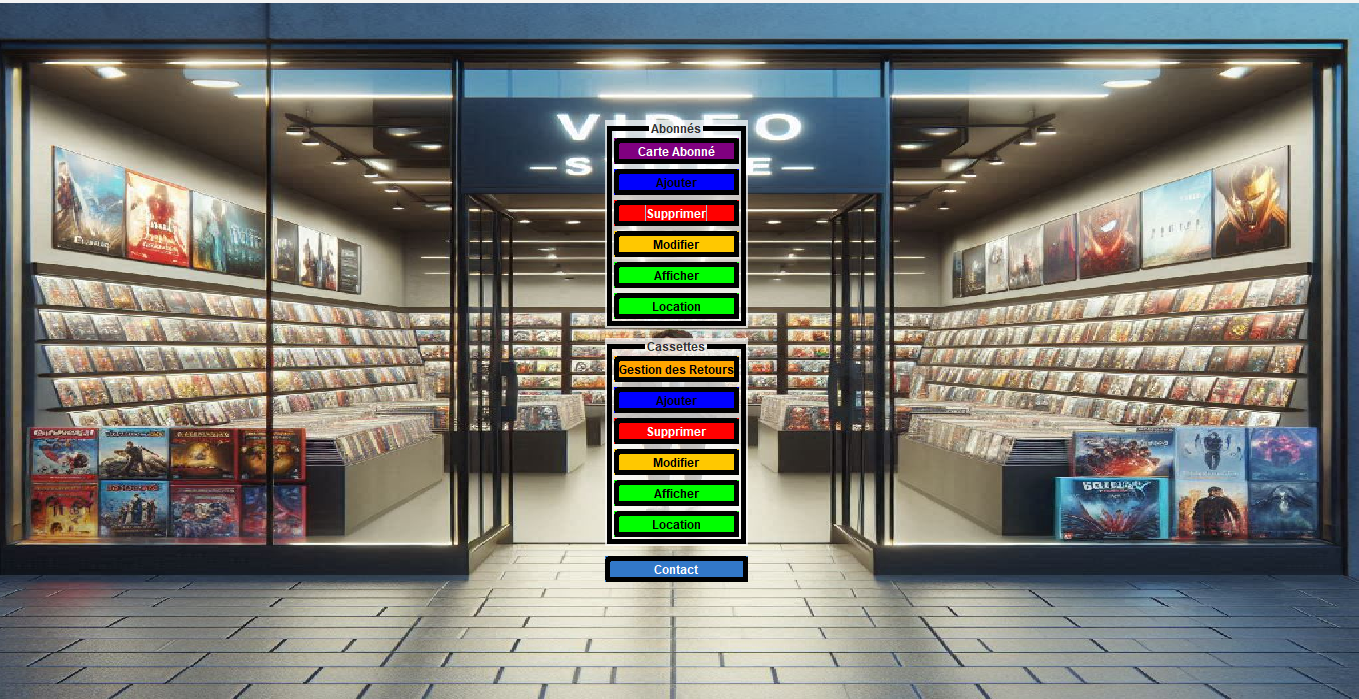 VIDEO
Abonnés
Carte Abonné
Ajouter
Supprimer
Modifier
Afficher
Location
Cassettes
Gestion des Retours
Ajouter
Supprimer
Modifier
Afficher
Location
Contact